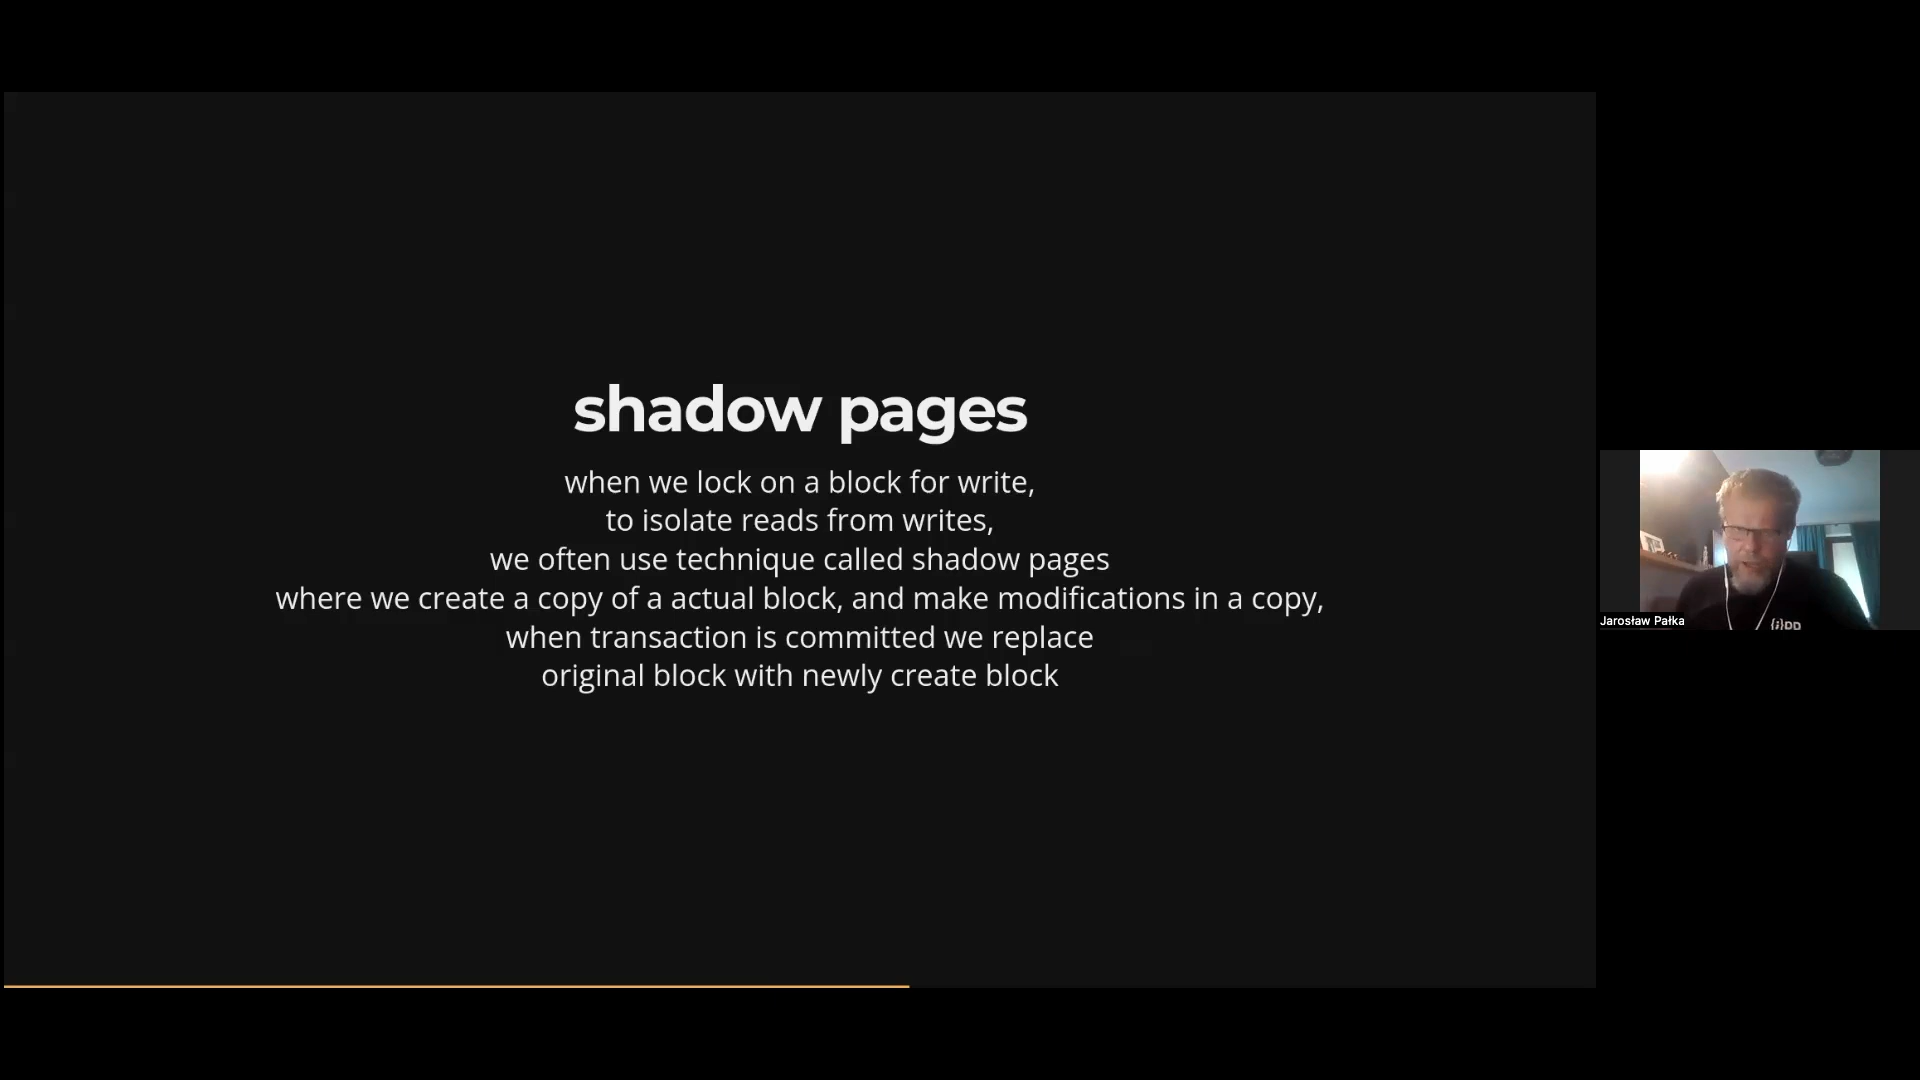 shadow pages
when we lock on a block for write,
to isolate reads from writes,
we often use technique called shadow pages
where we create a copy of a actual block, and make modifications in a copy,
when transaction is committed we replace
original block with newly create block
Jarosław Pałka